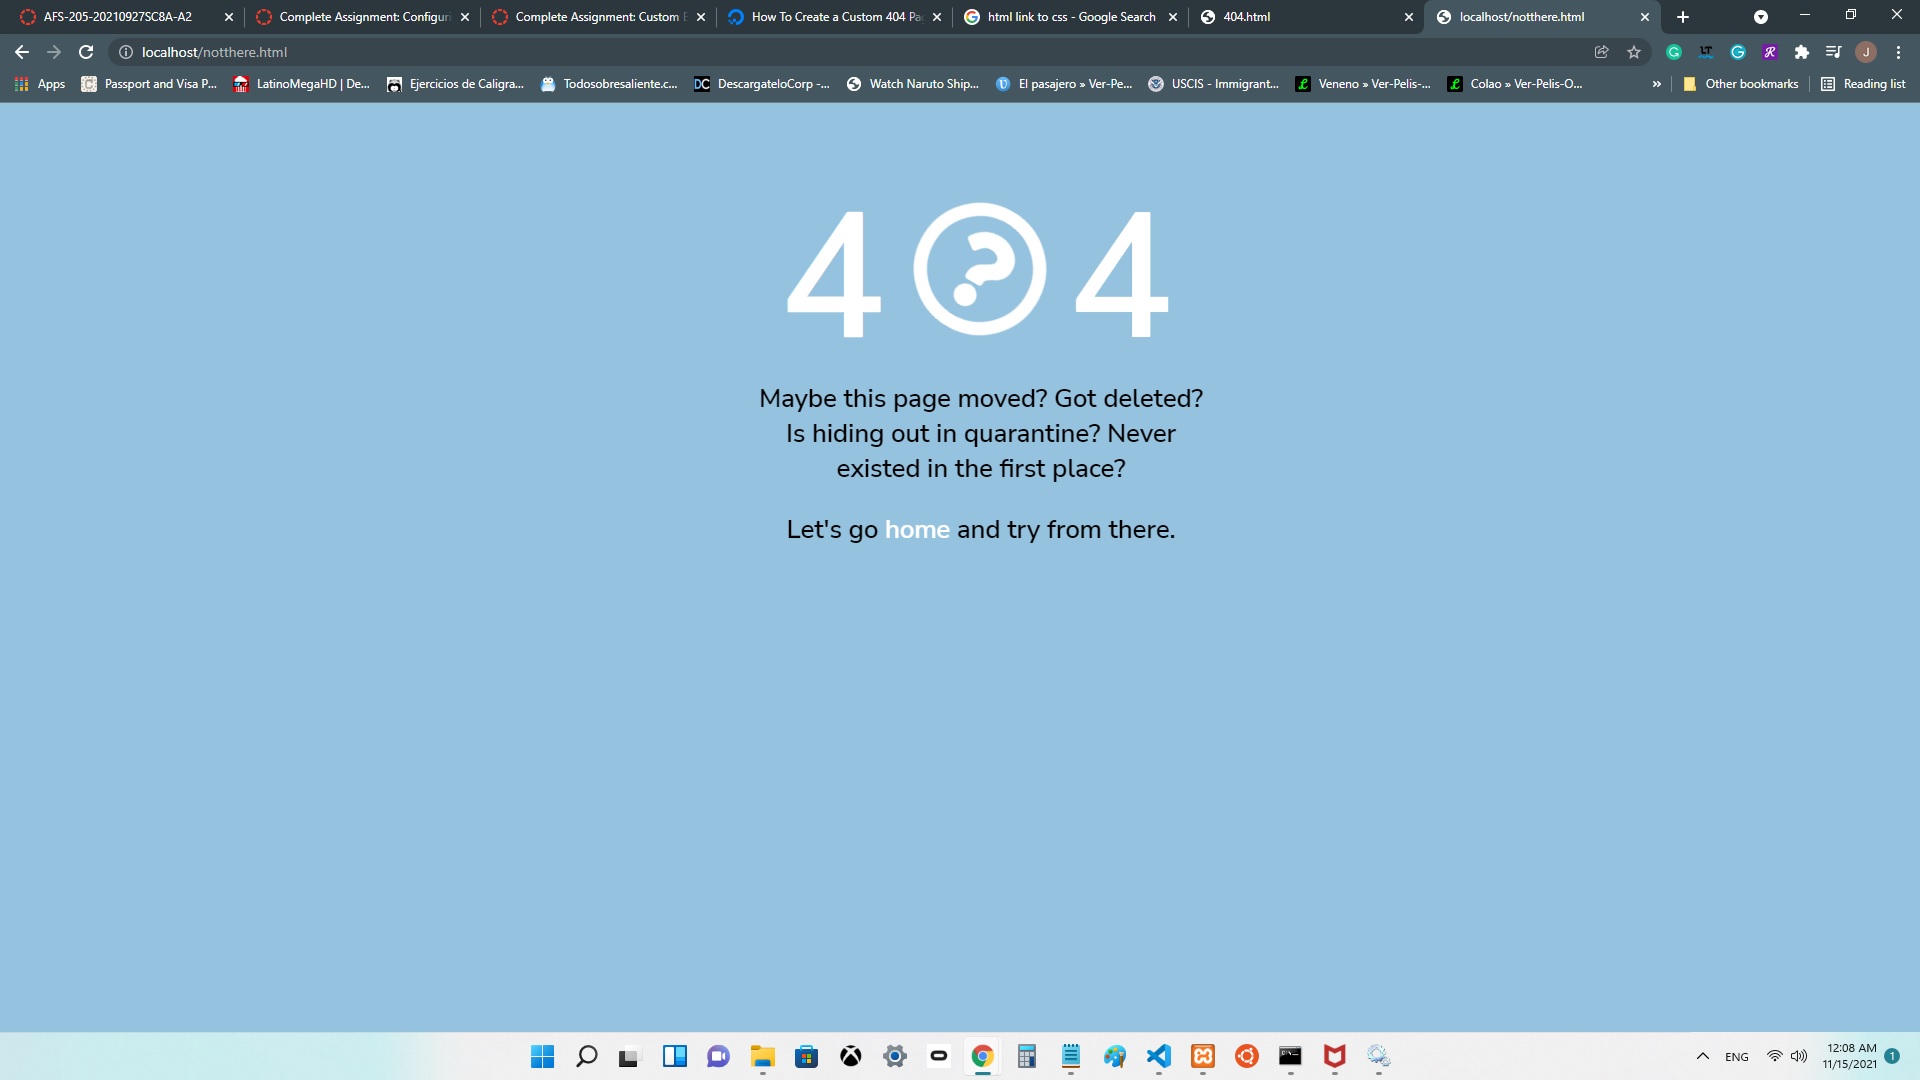 AFS-205-20210927SC8A-A2
Complete Assignment: Configuri
Complete Assignment: Custom E
How To Create a Custom 404 Pa
html link to css - Google Search
404.html
localhost/notthere.html
localhost/notthere.html
J
Apps
Passport and Visa P...
LatinoMegaHD | De...
Ejercicios de Caligra...
Todosobresaliente.c...
DC
DescargateloCorp -...
Watch Naruto Ship...
El pasajero » Ver-Pe...
USCIS - Immigrant...
Veneno » Ver-Pelis-...
Colao » Ver-Pelis-O...
»
Other bookmarks
Reading list
4?4
Maybe this page moved? Got deleted?
Is hiding out in quarantine? Never
existed in the first place?
Let's go home and try from there.
ENG
12:08 AM
11/15/2021
1